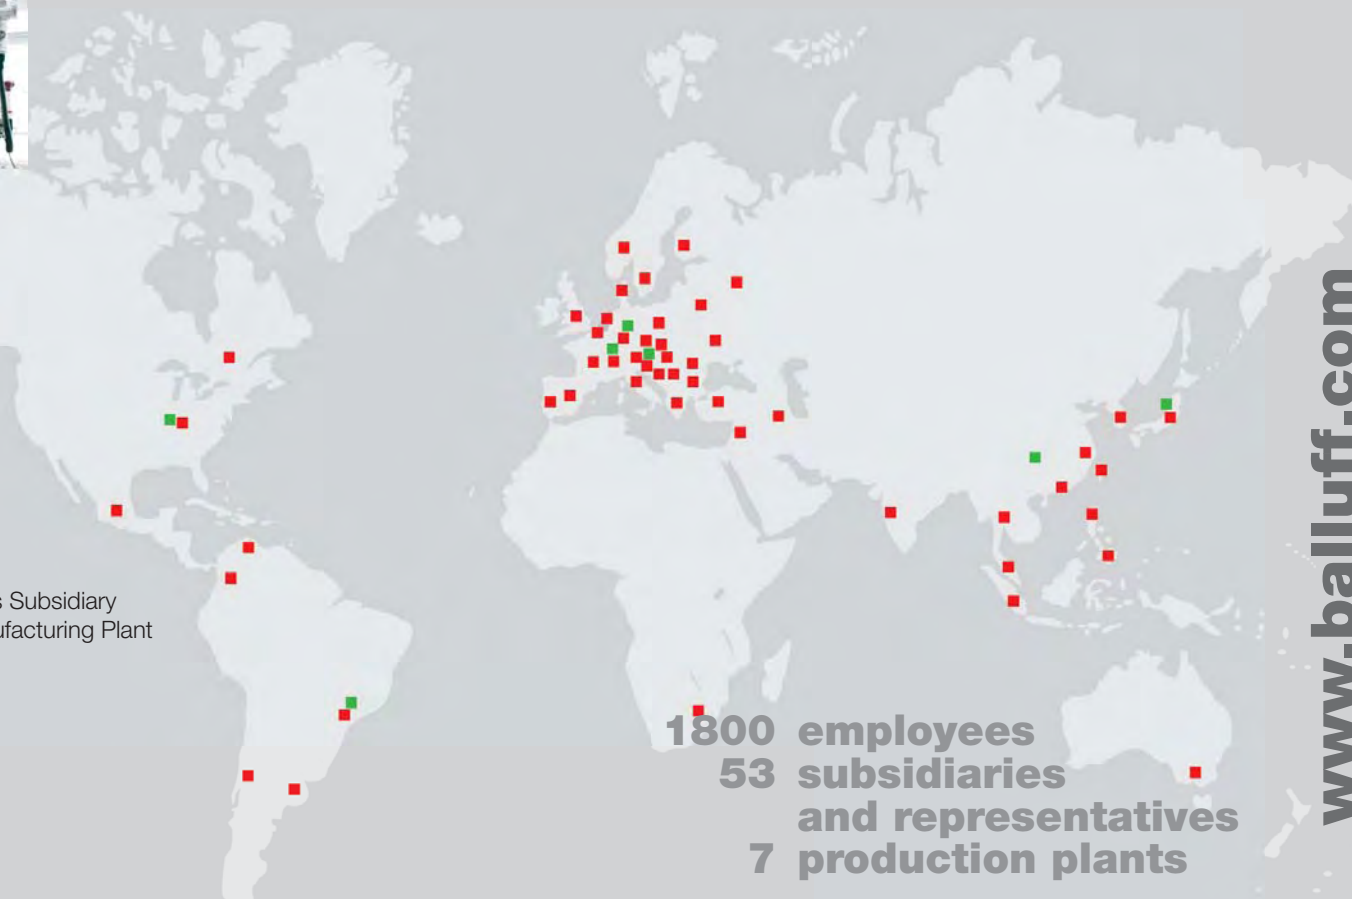 s Subsidiary
ufacturing Plant
1800 employees
53 subsidiaries
and representatives
7 production plants
www.balluff.com